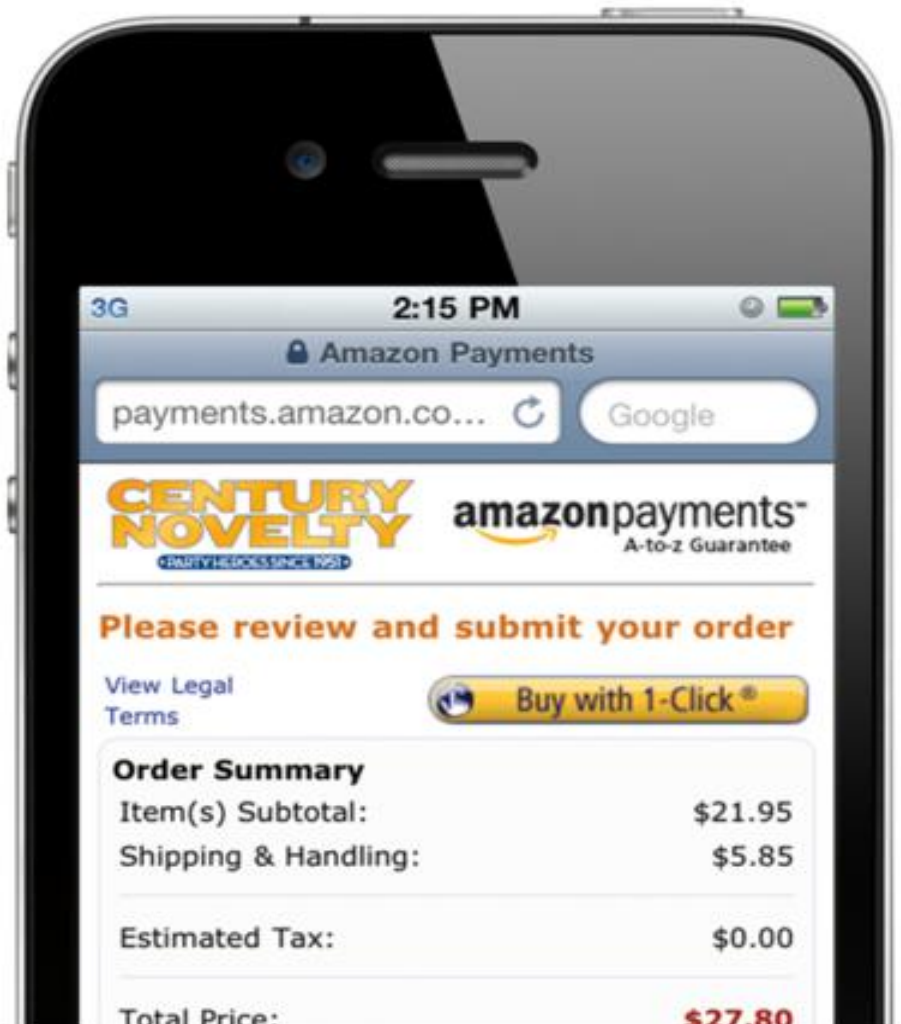 3G 2:15 PM
Amazon Payments
payments.amazon.co... Google
CENTURY
NOVELTY
PARTY HEROES SINCE 1951
amazonpayments™
A-to-z Guarantee
Please review and submit your order
View Legal
Terms
Buy with 1-Click ®
Order Summary
Item(s) Subtotal: $21.95
Shipping & Handling: $5.85
Estimated Tax: $0.00
Total Price: $27.80